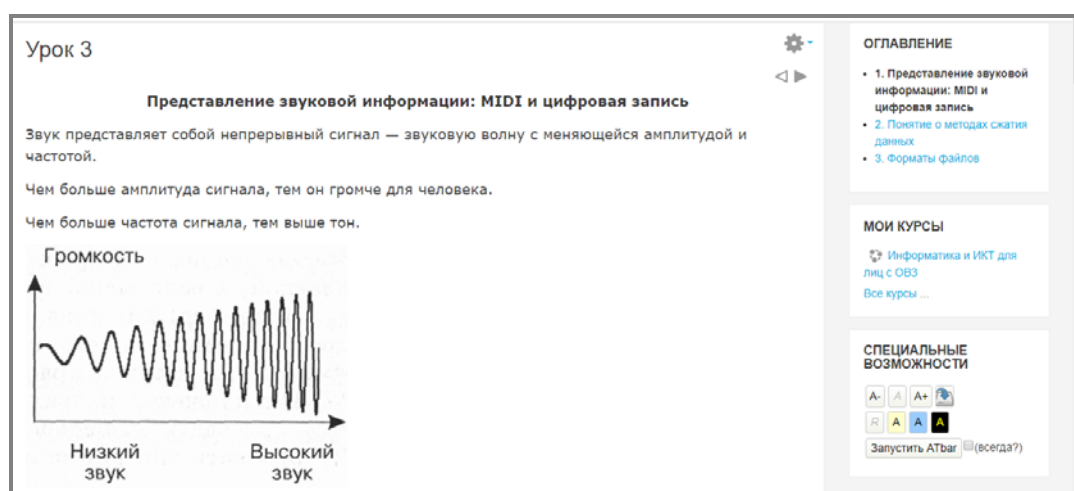 Урок 3
Представление звуковой информации: MIDI и цифровая запись
Звук представляет собой непрерывный сигнал — звуковую волну с меняющейся амплитудой и
частотой.
Чем больше амплитуда сигнала, тем он громче для человека.
Чем больше частота сигнала, тем выше тон.
Громкость
Низкий
звук
Высокий
звук
ОГЛАВЛЕНИЕ
1. Представление звуковой
информации: MIDI и
цифровая запись
2. Понятие о методах сжатия
данных
3. Форматы файлов
МОИ КУРСЫ
Информатика и ИКТ для
лиц с ОВЗ
Все курсы ...
СПЕЦИАЛЬНЫЕ
ВОЗМОЖНОСТИ
A- A A+
R A A A
Запустить ATbar (всегда?)